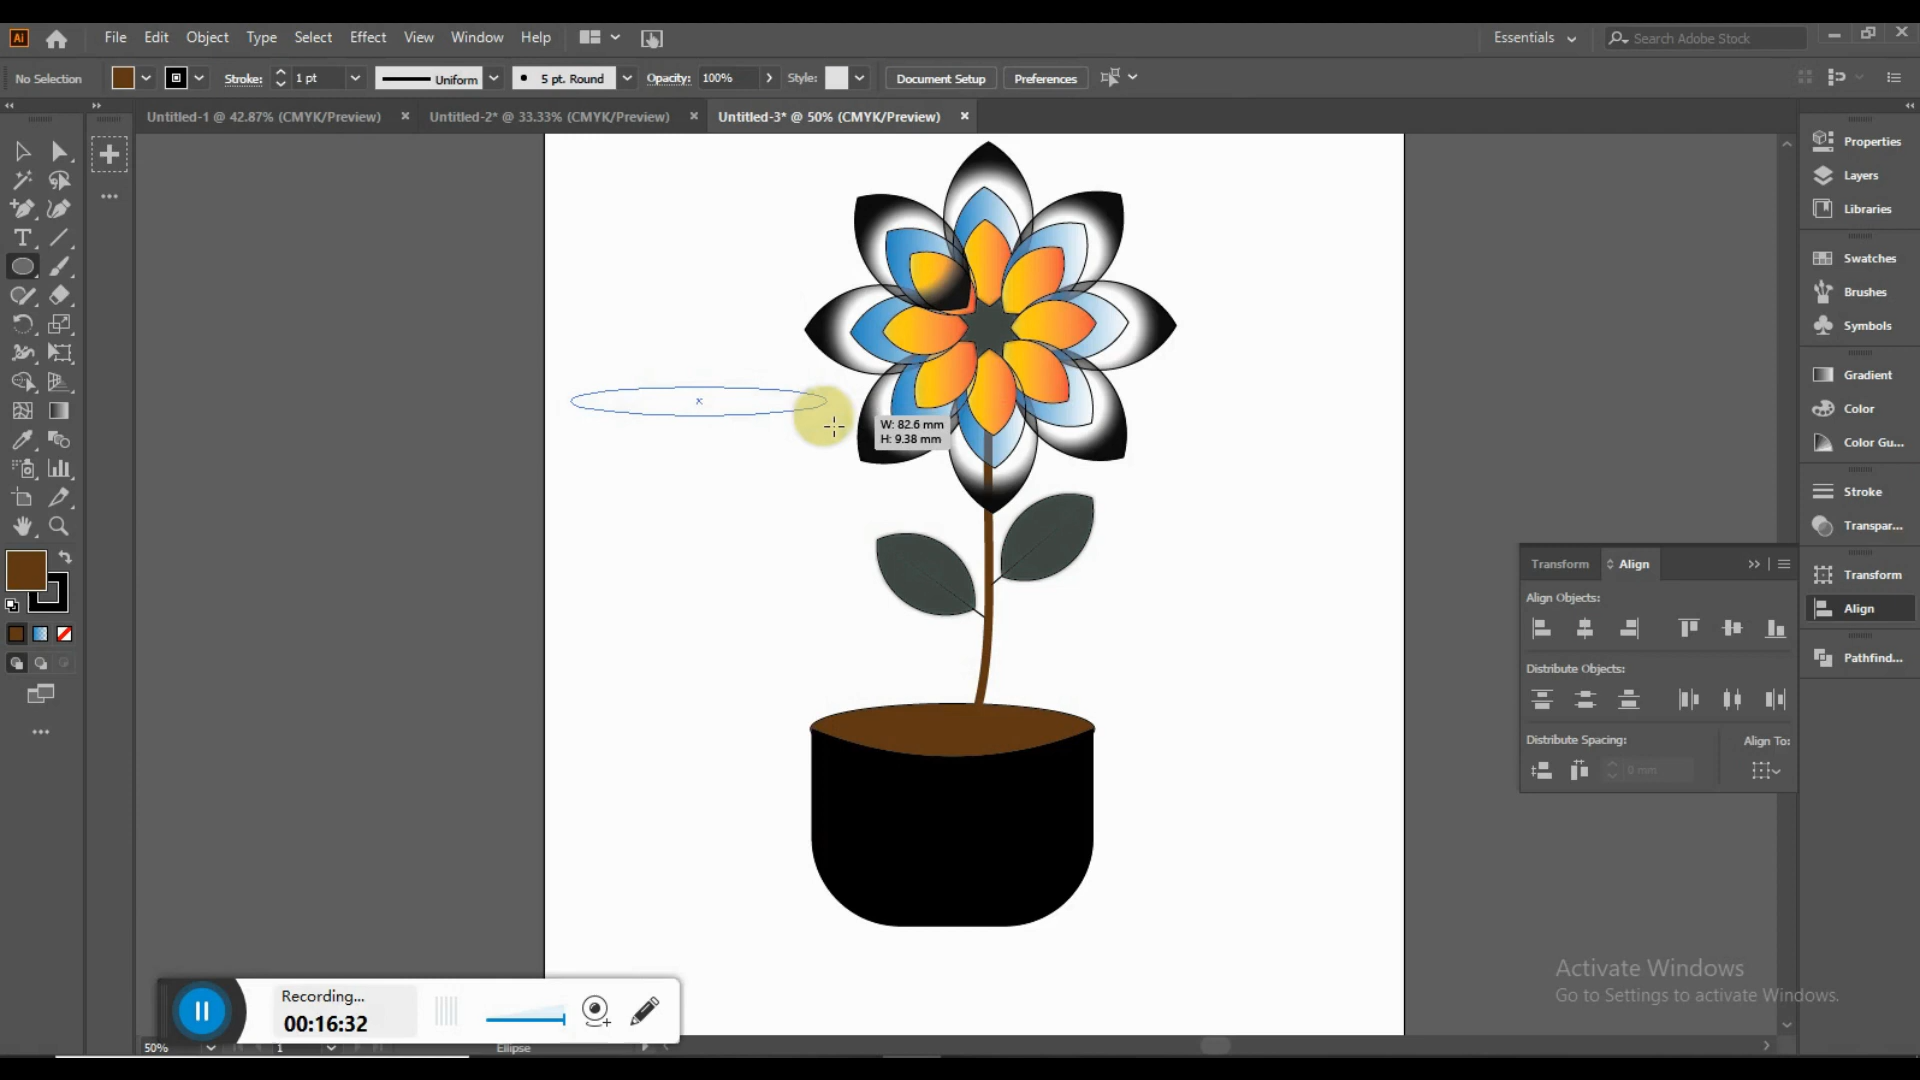 Ai File Edit Object Type Select Effect View Window Help Essentials Search Adobe Stock
No Selection Stroke: 1 pt Uniform 5 pt. Round Opacity: 100% Style: Document Setup Preferences
Untitled-1 @ 42.87% (CMYK/Preview) Untitled-2* @ 33.33% (CMYK/Preview) Untitled-3* @ 50% (CMYK/Preview)
Properties
Layers
Libraries
Swatches
Brushes
Symbols
Gradient
Color
Color Gu...
Stroke
Transpar...
Transform
Align
Pathfind...
W: 82.6 mm
H: 9.38 mm
Transform Align
Align Objects:
Distribute Objects:
Distribute Spacing: Align To:
0 mm
Activate Windows
Go to Settings to activate Windows.
Recording...
00:16:32
50% 1 Ellipse